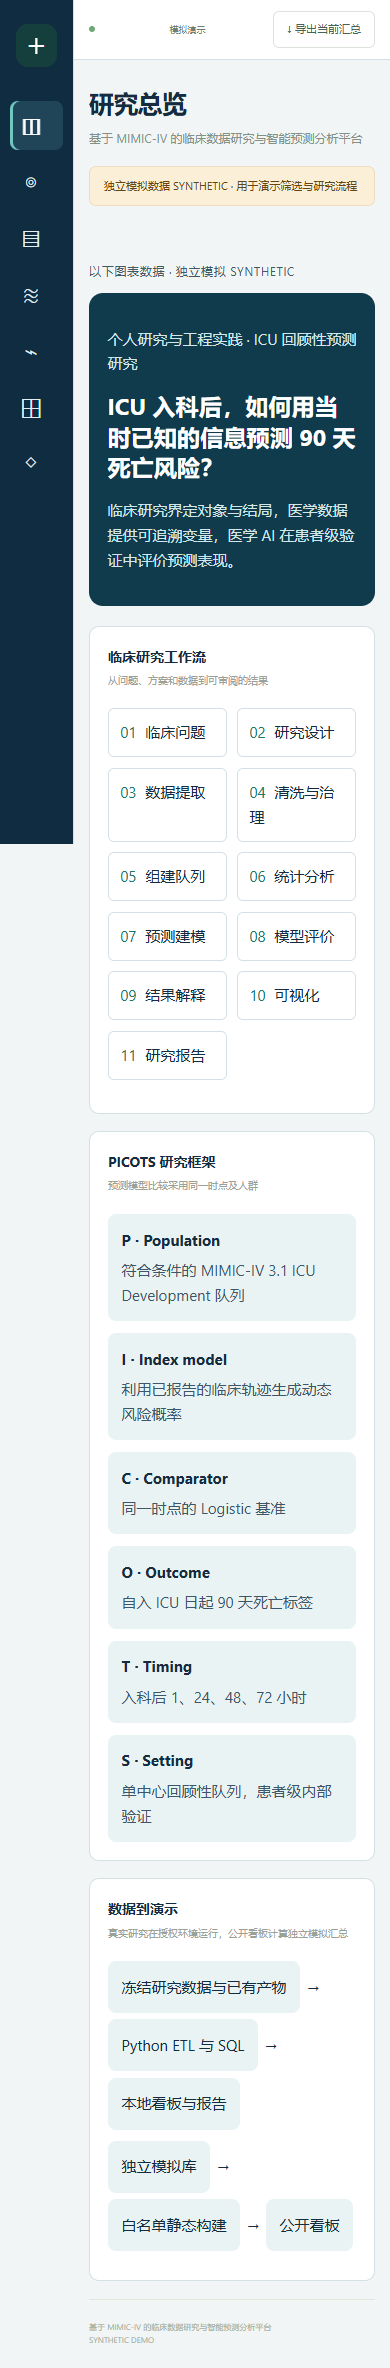 模拟演示
↓ 导出当前汇总
研究总览
基于 MIMIC-IV 的临床数据研究与智能预测分析平台
独立模拟数据 SYNTHETIC · 用于演示筛选与研究流程
以下图表数据 · 独立模拟 SYNTHETIC
个人研究与工程实践 · ICU 回顾性预测
研究
ICU 入科后，如何用当
时已知的信息预测 90 天
死亡风险？
临床研究界定对象与结局，医学数据
提供可追溯变量，医学 AI 在患者级验
证中评价预测表现。
临床研究工作流
从问题、方案和数据到可审阅的结果
01 临床问题
02 研究设计
03 数据提取
04 清洗与治
理
05 组建队列
06 统计分析
07 预测建模
08 模型评价
09 结果解释
10 可视化
11 研究报告
PICOTS 研究框架
预测模型比较采用同一时点及人群
P · Population
符合条件的 MIMIC-IV 3.1 ICU
Development 队列
I · Index model
利用已报告的临床轨迹生成动态
风险概率
C · Comparator
同一时点的 Logistic 基准
O · Outcome
自入 ICU 日起 90 天死亡标签
T · Timing
入科后 1、24、48、72 小时
S · Setting
单中心回顾性队列，患者级内部
验证
数据到演示
真实研究在授权环境运行，公开看板计算独立模拟汇总
冻结研究数据与已有产物 →
Python ETL 与 SQL →
本地看板与报告
独立模拟库 →
白名单静态构建 → 公开看板
基于 MIMIC-IV 的临床数据研究与智能预测分析平台
SYNTHETIC DEMO